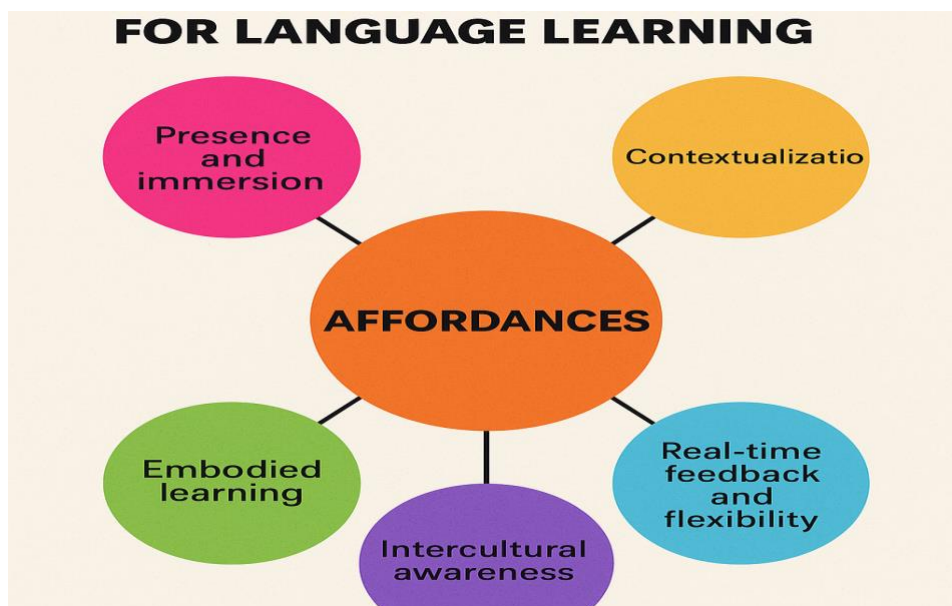 FOR LANGUAGE LEARNING
Presence
and
immersion
Contextualizatio
AFFORDANCES
Embodied
learning
Real-time
feedback
and
flexibility
Intercultural
awareness